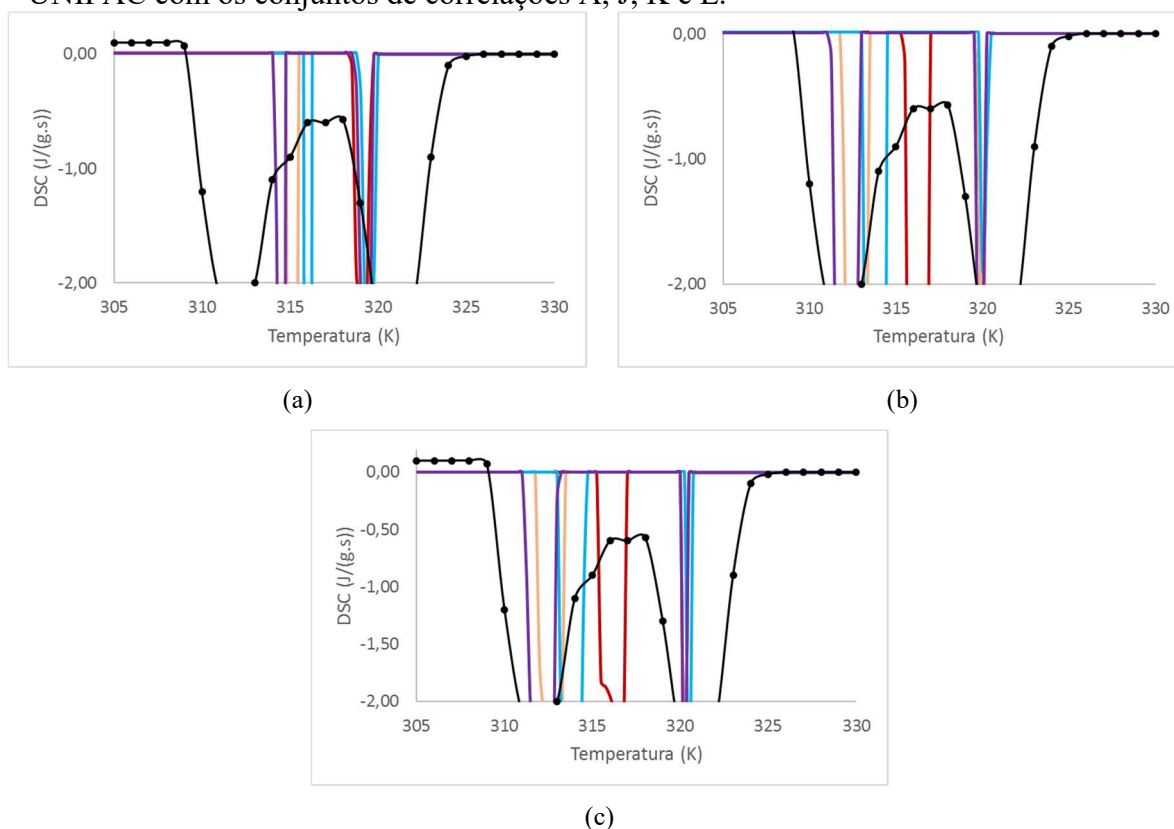 UNIFAC com os conjuntos de correlações A, J, K e L.
0,00
-1,00
-2,00
DSC (J/(g.s))
305 310 315 320 325 330
Temperatura (K)
(a)
0,00
-1,00
-2,00
DSC (J/(g.s))
305 310 315 320 325 330
Temperatura (K)
(b)
0,00
-0,50
-1,00
-1,50
-2,00
DSC (J/(g.s))
305 310 315 320 325 330
Temperatura (K)
(c)